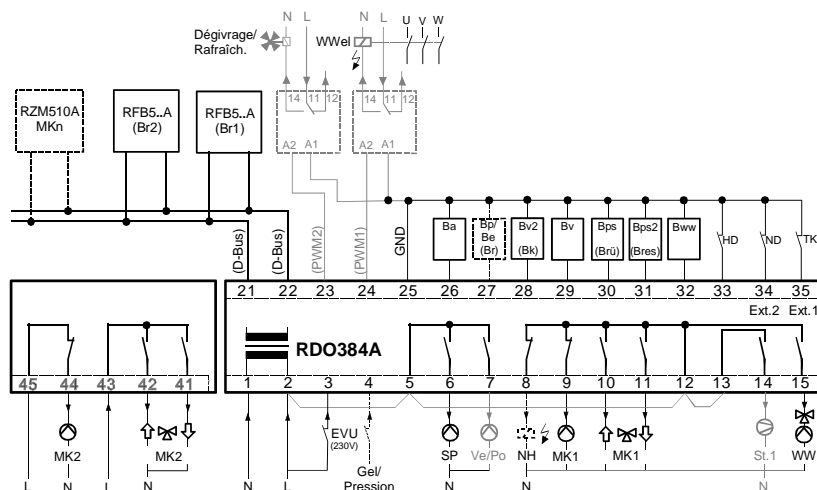 N L N L U V W
Dégivrage/
Rafraîch.
WWel
14 11 12 14 11 12
RZM510A
MKn
RFB5..A
(Br2)
RFB5..A
(Br1)
A2 A1 A2 A1
(D-Bus)
(D-Bus)
(PWM2)
(PWM1)
GND
Ba
Bp/
Be
(Br)
Bv2
(Bk)
Bv
Bps
(Brü)
Bps2
(Bres)
Bww
HD
ND
TK
21 22 23 24 25 26 27 28 29 30 31 32 33 34 35
Ext.2 Ext.1
RDO384A
45 44 43 42 41
1 2 3 4 5 6 7 8 9 10 11 12 13 14 15
EVU
(230V)
MK2
MK2
SP
Ve/Po
NH
MK1
MK1
St.1
WW
Gel/
Pression
L N L N N L N N N